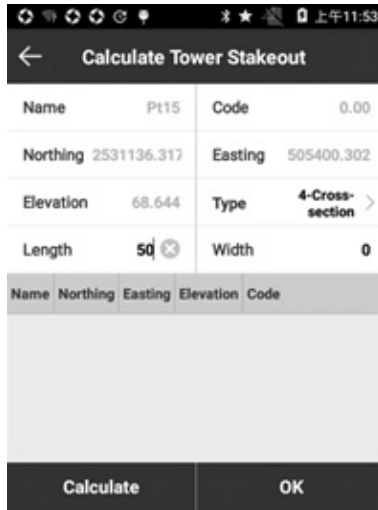 上午11:53
Calculate Tower Stakeout
Name Pt15 Code 0.00
Northing 2531136.317 Easting 505400.302
Elevation 68.644 Type 4-Cross-
section
Length 50 Width 0
Name Northing Easting Elevation Code
Calculate OK